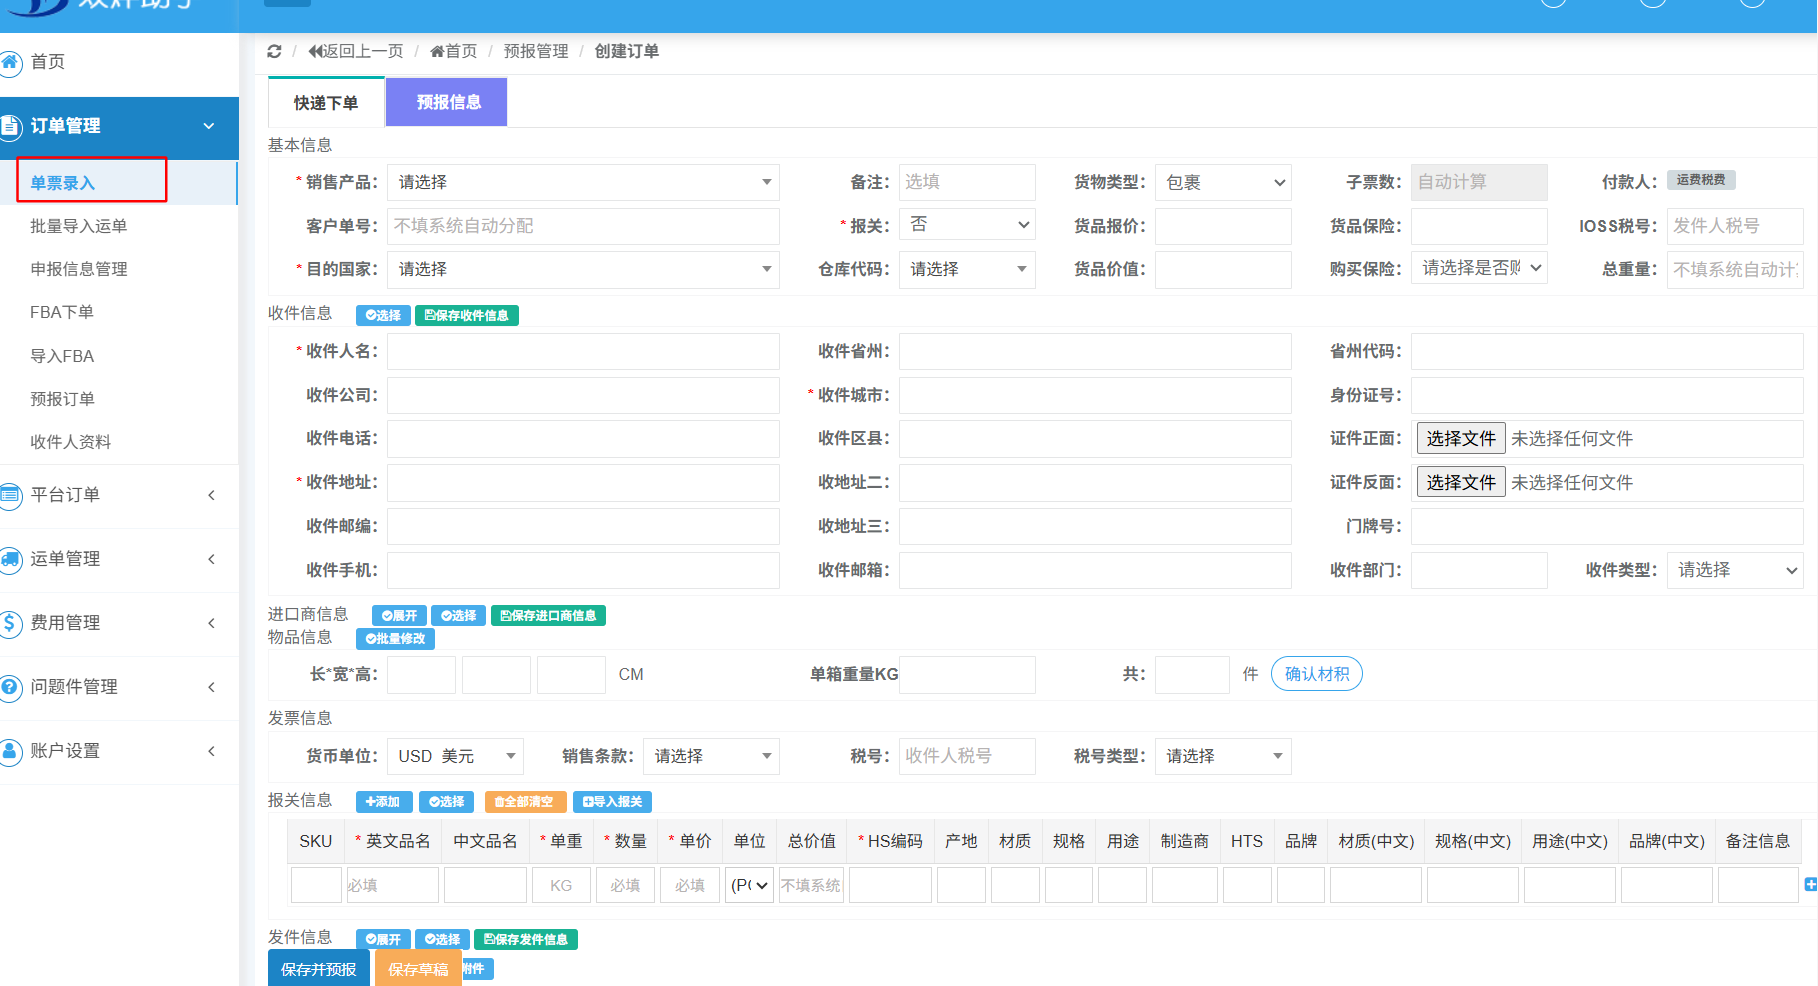 返回上一页 / 首页 / 预报管理 / 创建订单
首页
订单管理
单票录入
批量导入运单
申报信息管理
FBA下单
导入FBA
预报订单
收件人资料
平台订单
运单管理
费用管理
问题件管理
账户设置
快递下单 预报信息
基本信息
* 销售产品: 请选择 备注: 选填 货物类型: 包裹 子票数: 自动计算 付款人: 运费税费
客户单号: 不填系统自动分配 * 报关: 否 货品报价: 货品保险: IOSS税号: 发件人税号
* 目的国家: 请选择 仓库代码: 请选择 货品价值: 购买保险: 请选择是否购 总重量: 不填系统自动计
收件信息 选择 保存收件信息
* 收件人名: 收件省州: 省州代码:
收件公司: * 收件城市: 身份证号:
收件电话: 收件区县: 证件正面: 选择文件 未选择任何文件
* 收件地址: 收地址二: 证件反面: 选择文件 未选择任何文件
收件邮编: 收地址三: 门牌号:
收件手机: 收件邮箱: 收件部门: 收件类型: 请选择
进口商信息 展开 选择 保存进口商信息
物品信息 批量修改
长*宽*高: CM 单箱重量KG 共: 件 确认材积
发票信息
货币单位: USD 美元 销售条款: 请选择 税号: 收件人税号 税号类型: 请选择
报关信息 添加 选择 全部清空 导入报关
SKU * 英文品名 中文品名 * 单重 * 数量 * 单价 单位 总价值 * HS编码 产地 材质 规格 用途 制造商 HTS 品牌 材质(中文) 规格(中文) 用途(中文) 品牌(中文) 备注信息
必填 KG 必填 必填 (PC 不填系统
发件信息 展开 选择 保存发件信息
保存并预报 保存草稿 附件